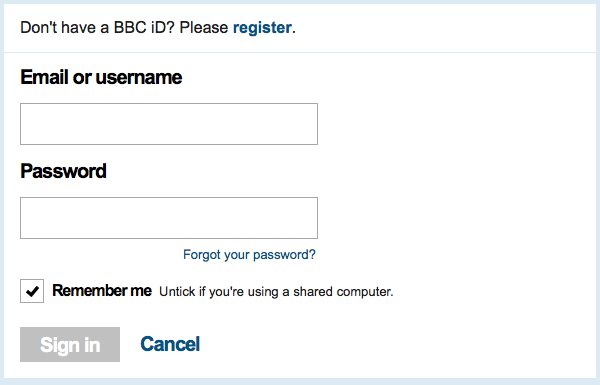 Don't have a BBC iD? Please register.
Email or username
Password
Forgot your password?
Remember me Untick if you're using a shared computer.
Sign in Cancel